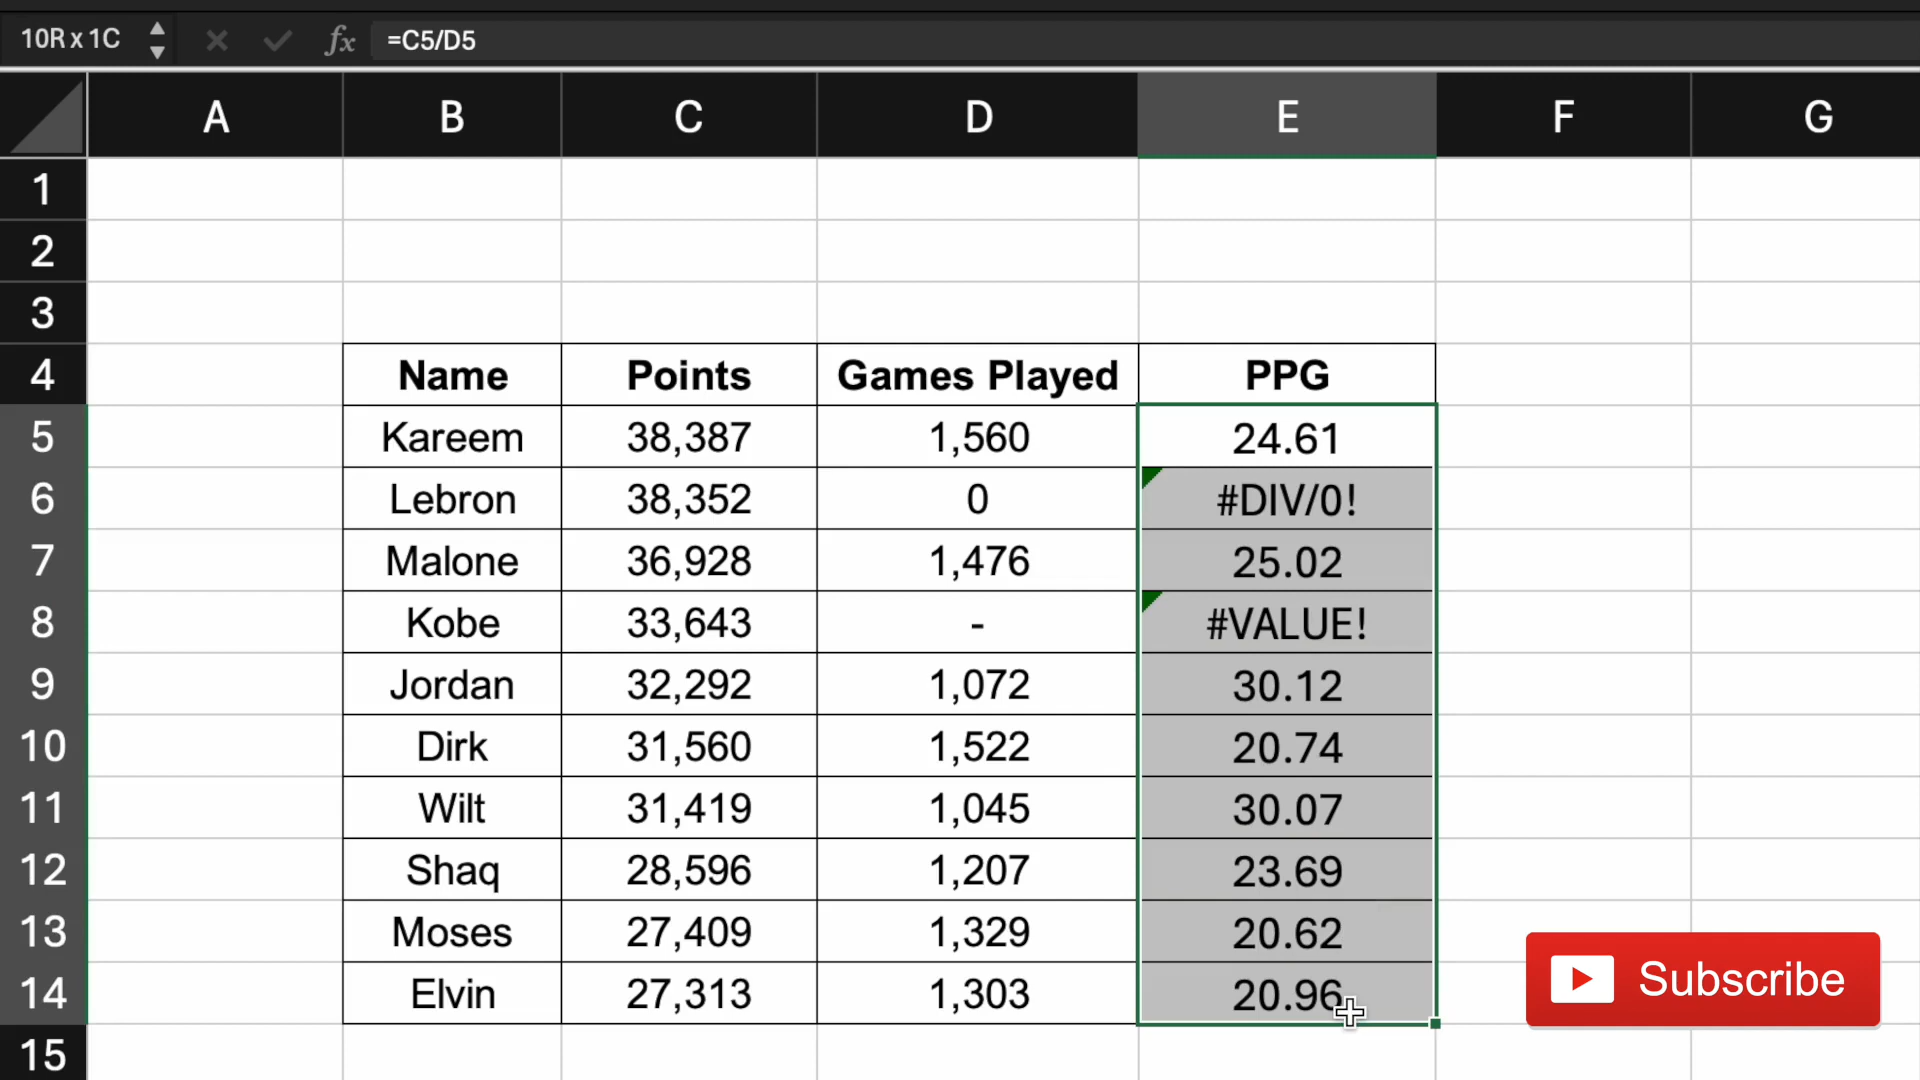 10R x 1C fx =C5/D5
A B C D E F G
1
2
3
4 Name Points Games Played PPG
5 Kareem 38,387 1,560 24.61
6 Lebron 38,352 0 #DIV/0!
7 Malone 36,928 1,476 25.02
8 Kobe 33,643 - #VALUE!
9 Jordan 32,292 1,072 30.12
10 Dirk 31,560 1,522 20.74
11 Wilt 31,419 1,045 30.07
12 Shaq 28,596 1,207 23.69
13 Moses 27,409 1,329 20.62
14 Elvin 27,313 1,303 20.96
Subscribe
15